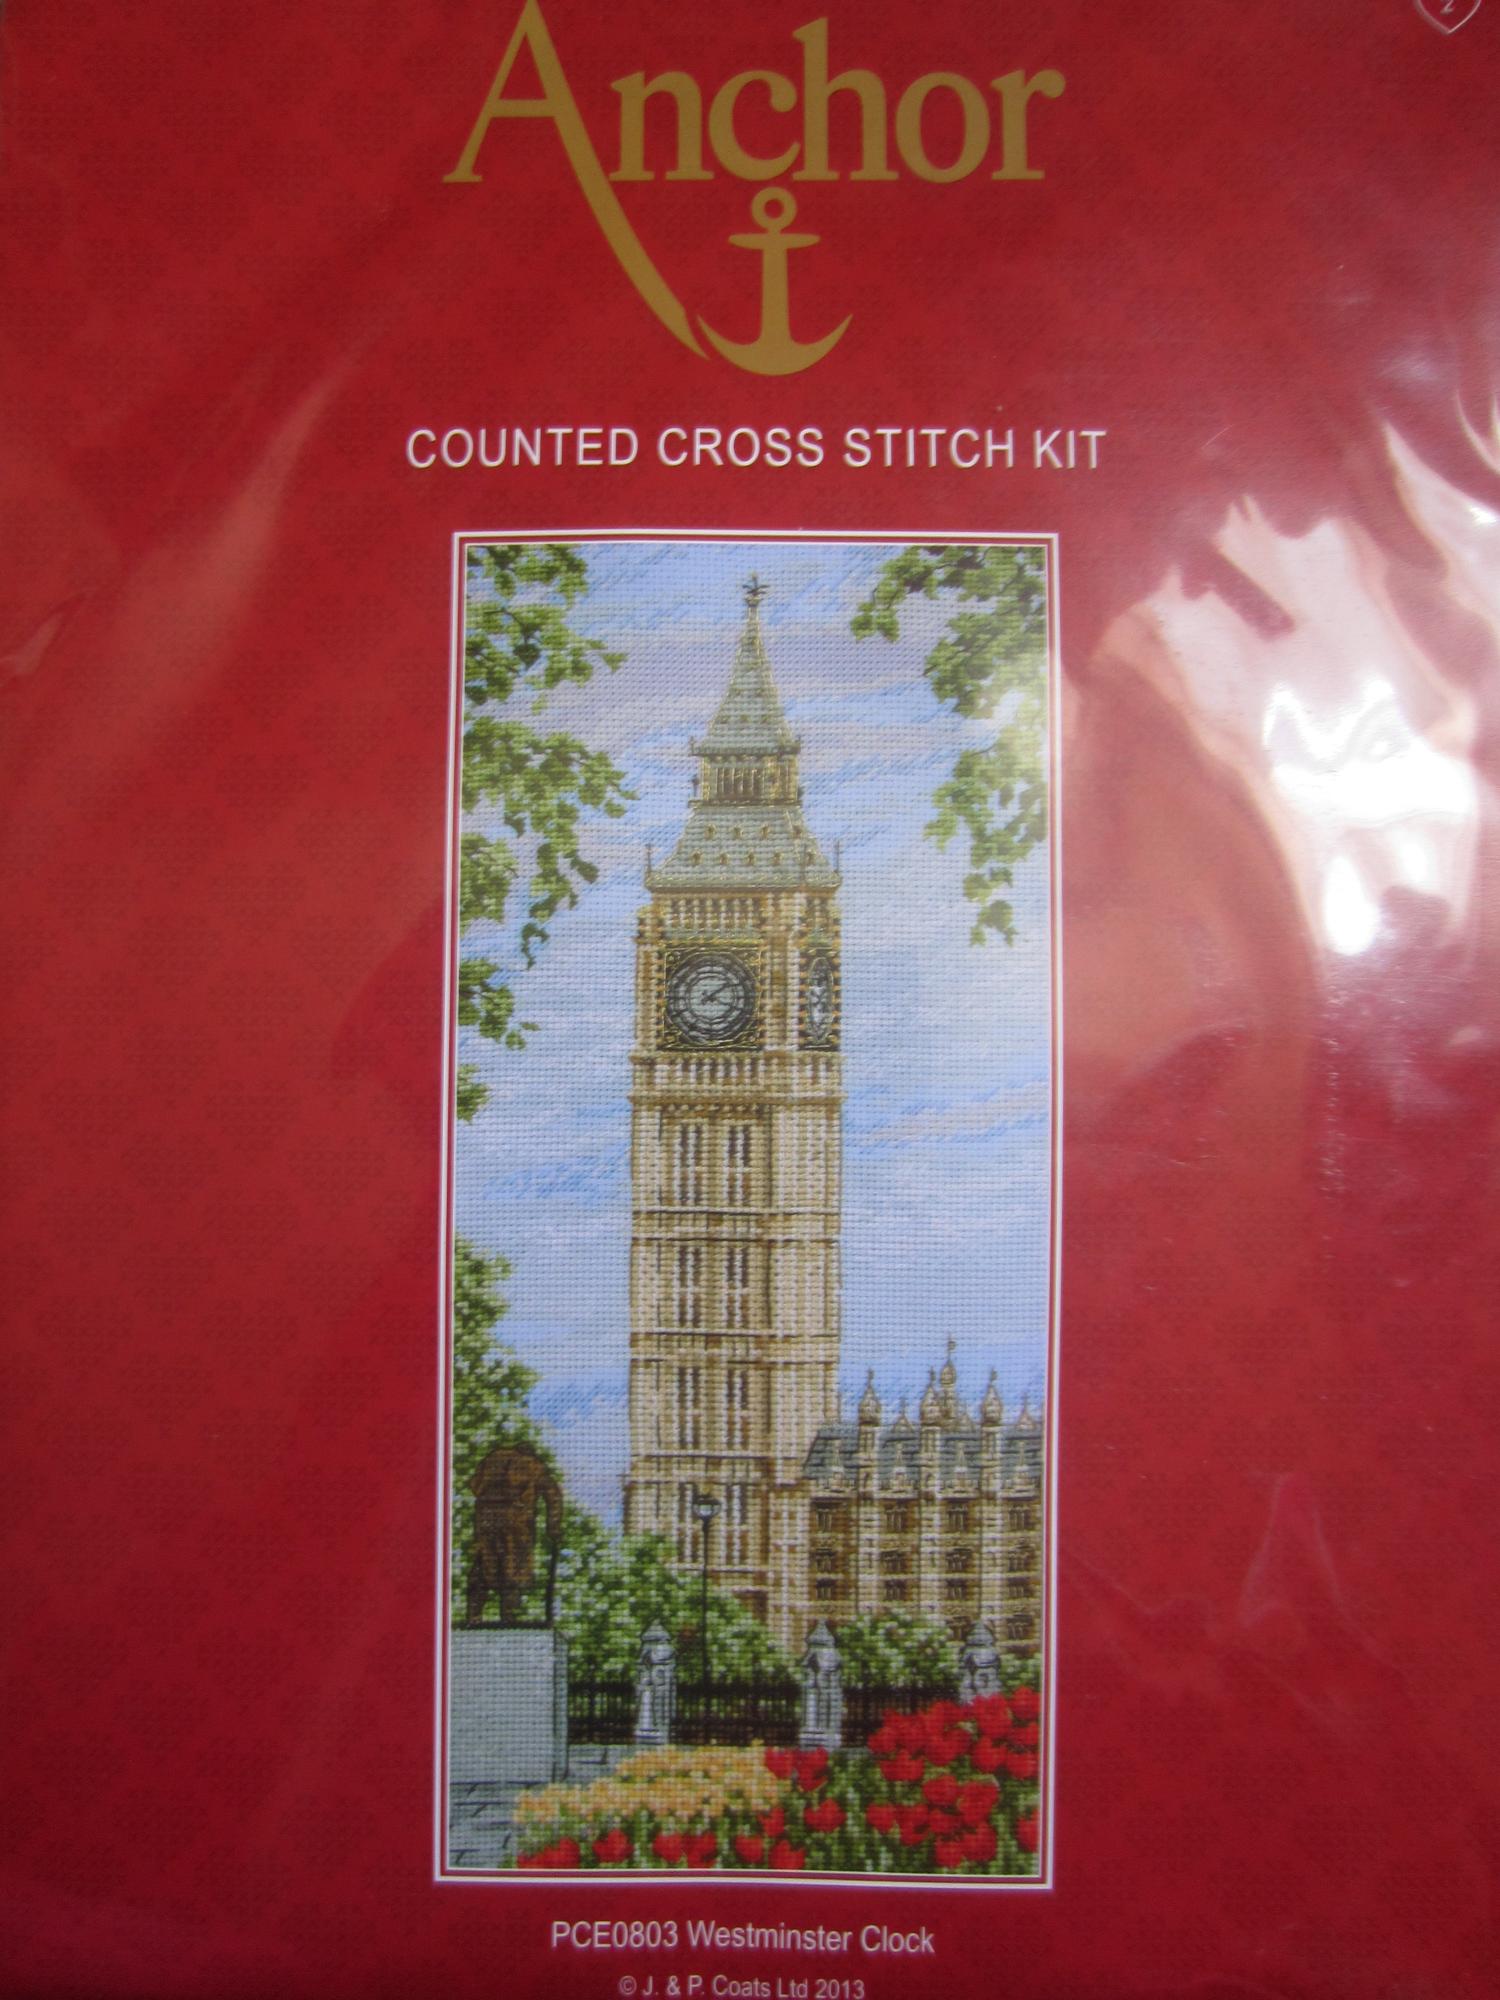 Anchor
COUNTED CROSS STITCH KIT
PCE0803 Westminster Clock
© J. & P. Coats Ltd 2013